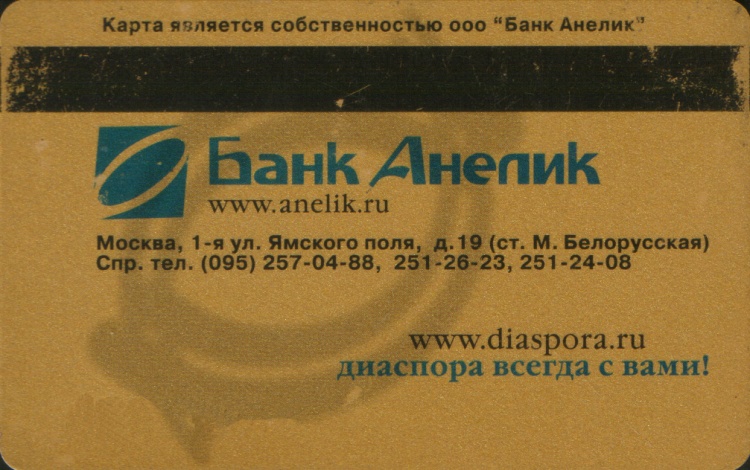 Карта является собственностью ооо "Банк Анелик"
Банк Анелик
www.anelik.ru
Москва, 1-я ул. Ямского поля, д.19 (ст. М. Белорусская)
Спр. тел. (095) 257-04-88, 251-26-23, 251-24-08
www.diaspora.ru
диаспора всегда с вами!